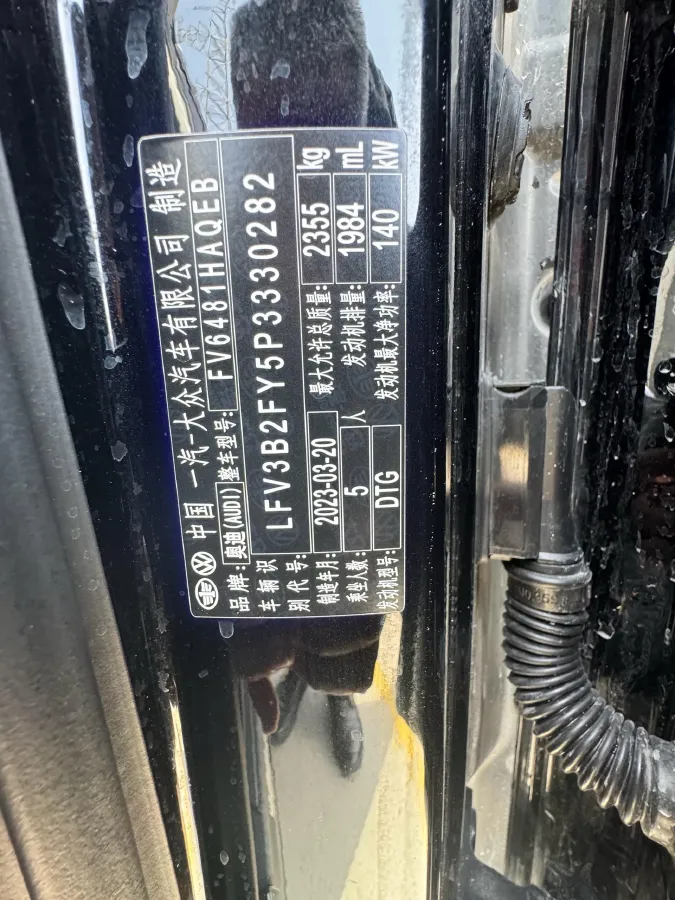 中国 一汽-大众汽车有限公司 制造
品牌:奥迪(AUDI) 整车型号: FV6481HAQEB
车辆识别代号: LFV3B2FY5P3330282
制造年月: 2023-03-20 最大允许总质量: 2355 kg
乘坐人数: 5 人 发动机排量: 1984 mL
发动机型号: DTG 发动机最大净功率: 140 kW